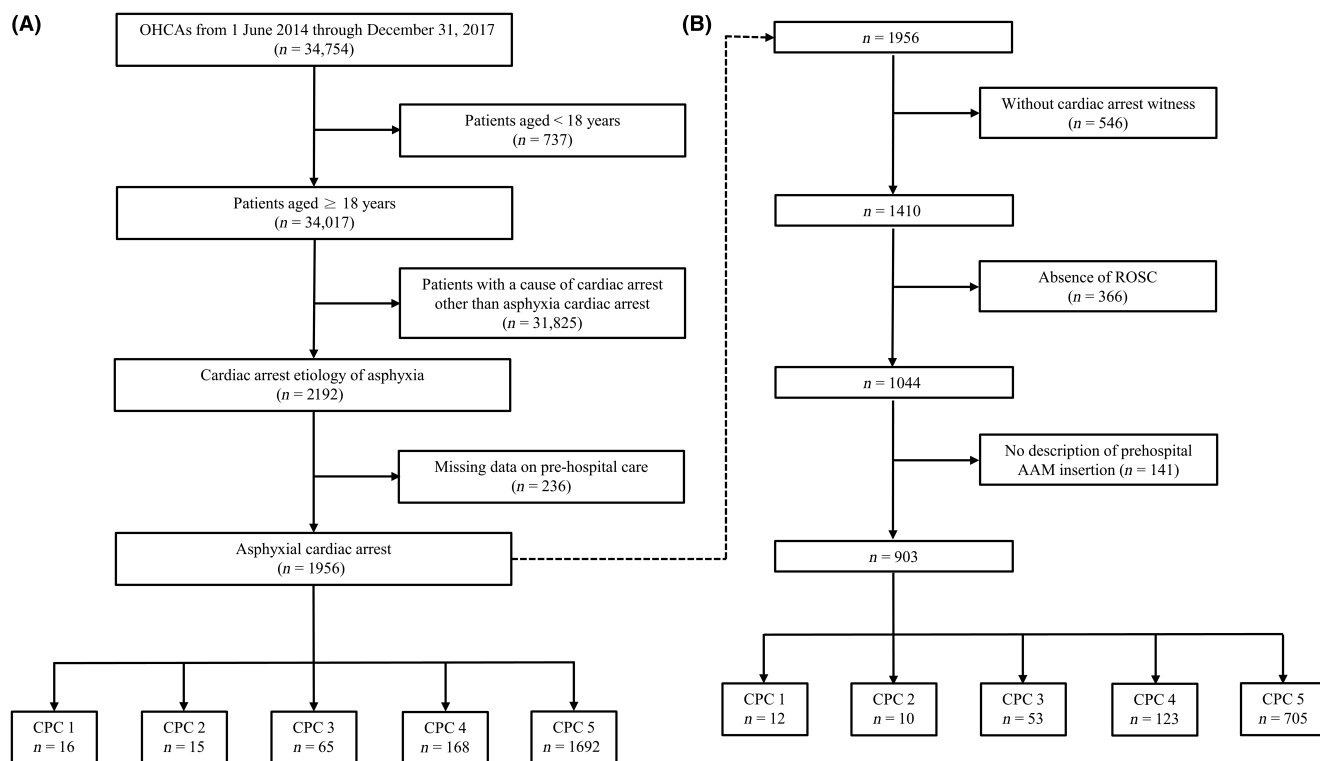 (A)
OHCAs from 1 June 2014 through December 31, 2017
(n = 34,754)
Patients aged < 18 years
(n = 737)
Patients aged ≥ 18 years
(n = 34,017)
Patients with a cause of cardiac arrest
other than asphyxia cardiac arrest
(n = 31,825)
Cardiac arrest etiology of asphyxia
(n = 2192)
Missing data on pre-hospital care
(n = 236)
Asphyxial cardiac arrest
(n = 1956)
CPC 1
n = 16
CPC 2
n = 15
CPC 3
n = 65
CPC 4
n = 168
CPC 5
n = 1692
(B)
n = 1956
Without cardiac arrest witness
(n = 546)
n = 1410
Absence of ROSC
(n = 366)
n = 1044
No description of prehospital
AAM insertion (n = 141)
n = 903
CPC 1
n = 12
CPC 2
n = 10
CPC 3
n = 53
CPC 4
n = 123
CPC 5
n = 705